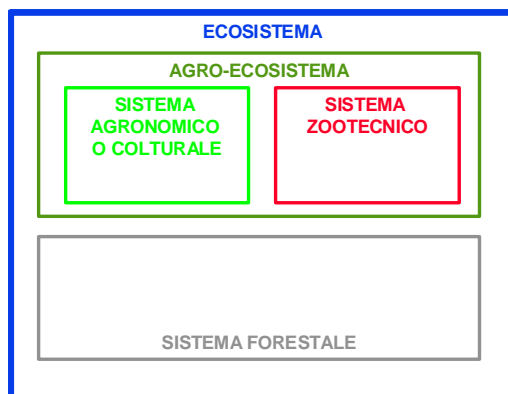 ECOSISTEMA
AGRO-ECOSISTEMA
SISTEMA
AGRONOMICO
O COLTURALE
SISTEMA
ZOOTECNICO
SISTEMA FORESTALE